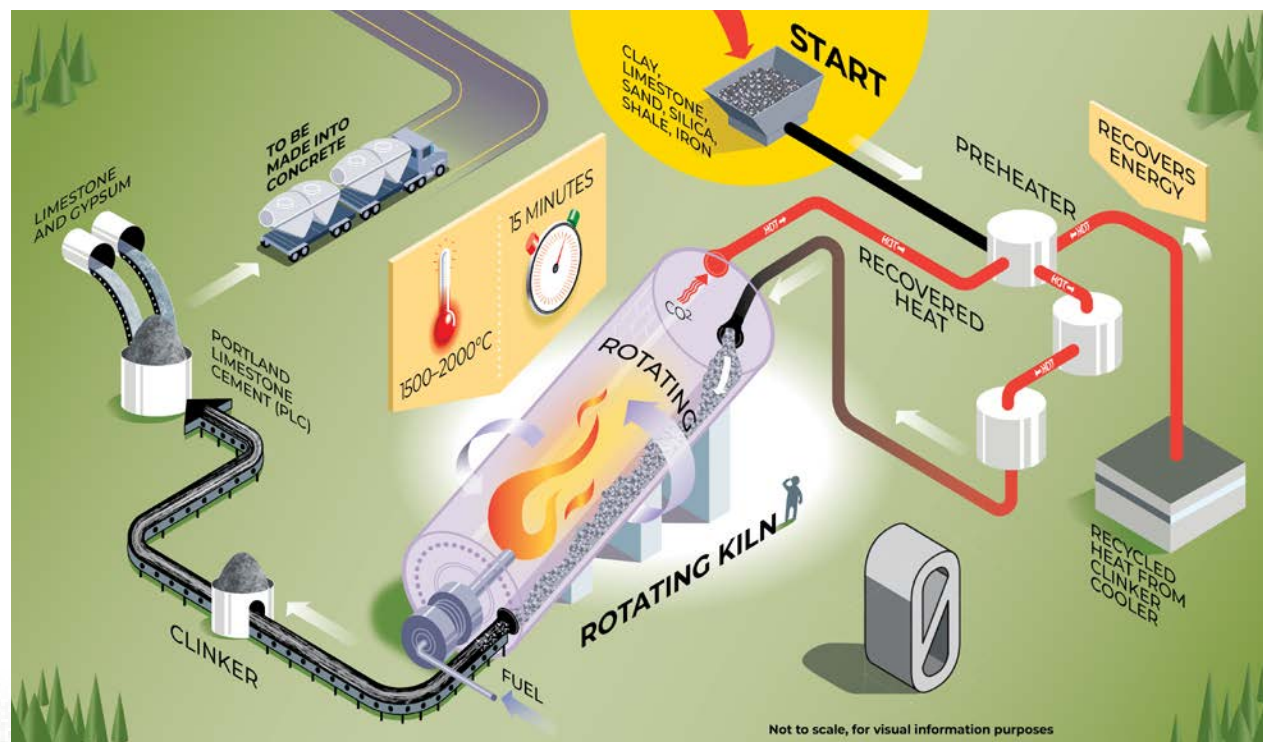 START
CLAY,
LIMESTONE,
SAND, SILICA,
SHALE, IRON
PREHEATER
RECOVERS
ENERGY
HOT
HOT
HOT
HOT
HOT
RECOVERED
HEAT
RECYCLED
HEAT FROM
CLINKER
COOLER
CO²
ROTATING
ROTATING KILN
15 MINUTES
1500–2000°C
FUEL
CLINKER
PORTLAND
LIMESTONE
CEMENT (PLC)
LIMESTONE
AND GYPSUM
TO BE
MADE INTO
CONCRETE
Not to scale, for visual information purposes